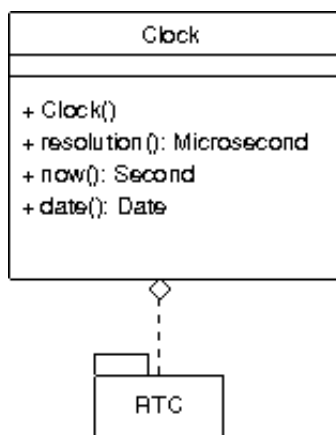 Clock
+ Clock()
+ resolution(): Microsecond
+ now(): Second
+ date(): Date
RTC